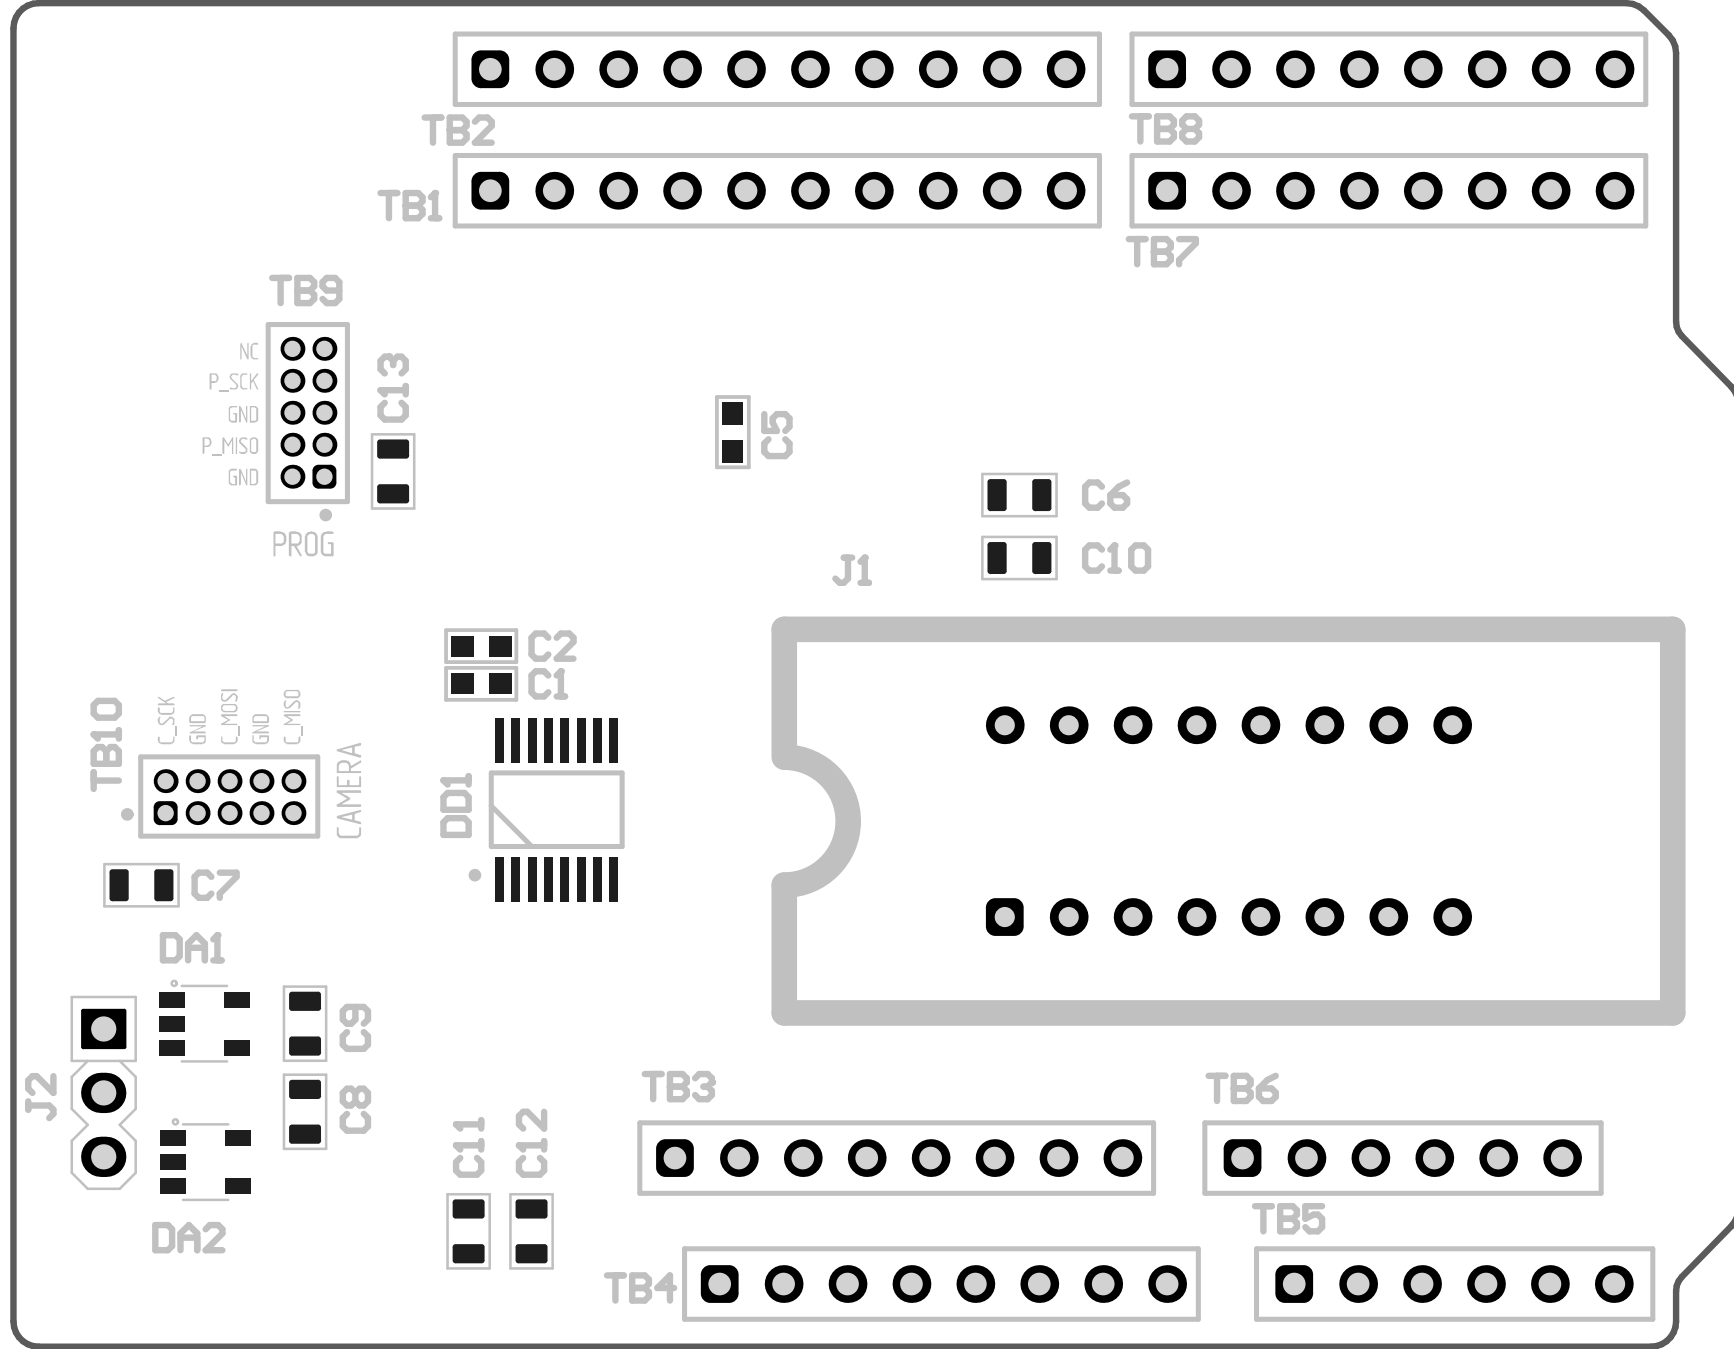 TB2
TB8
TB1
TB7
TB9
NC
P_SCK
GND
P_MISO
GND
PROG
C13
C5
C6
C10
J1
C2
C1
TB10
C_SCK
GND
C_MOSI
GND
C_MISO
CAMERA
DD1
C7
DA1
C9
J2
C8
DA2
C11
C12
TB3
TB6
TB5
TB4